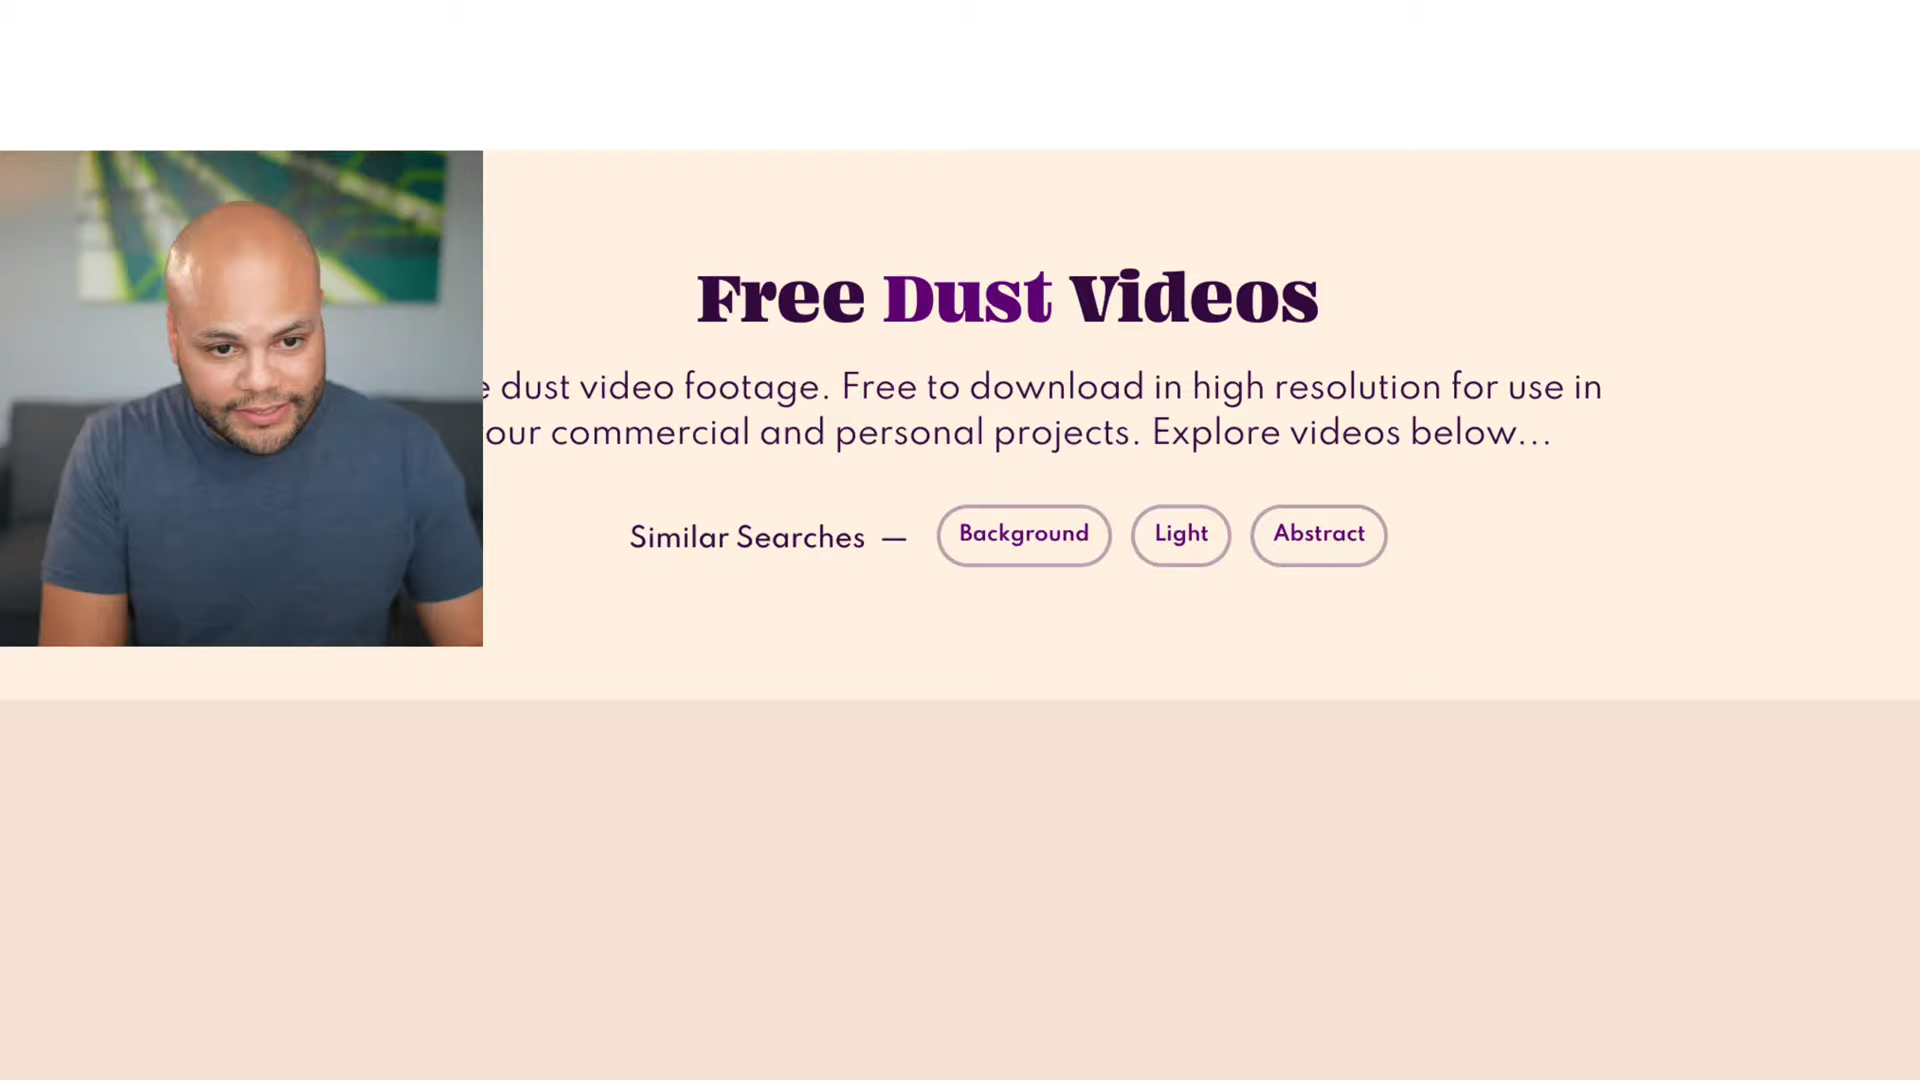 Free Dust Videos
dust video footage. Free to download in high resolution for use in
commercial and personal projects. Explore videos below...
Similar Searches — Background Light Abstract